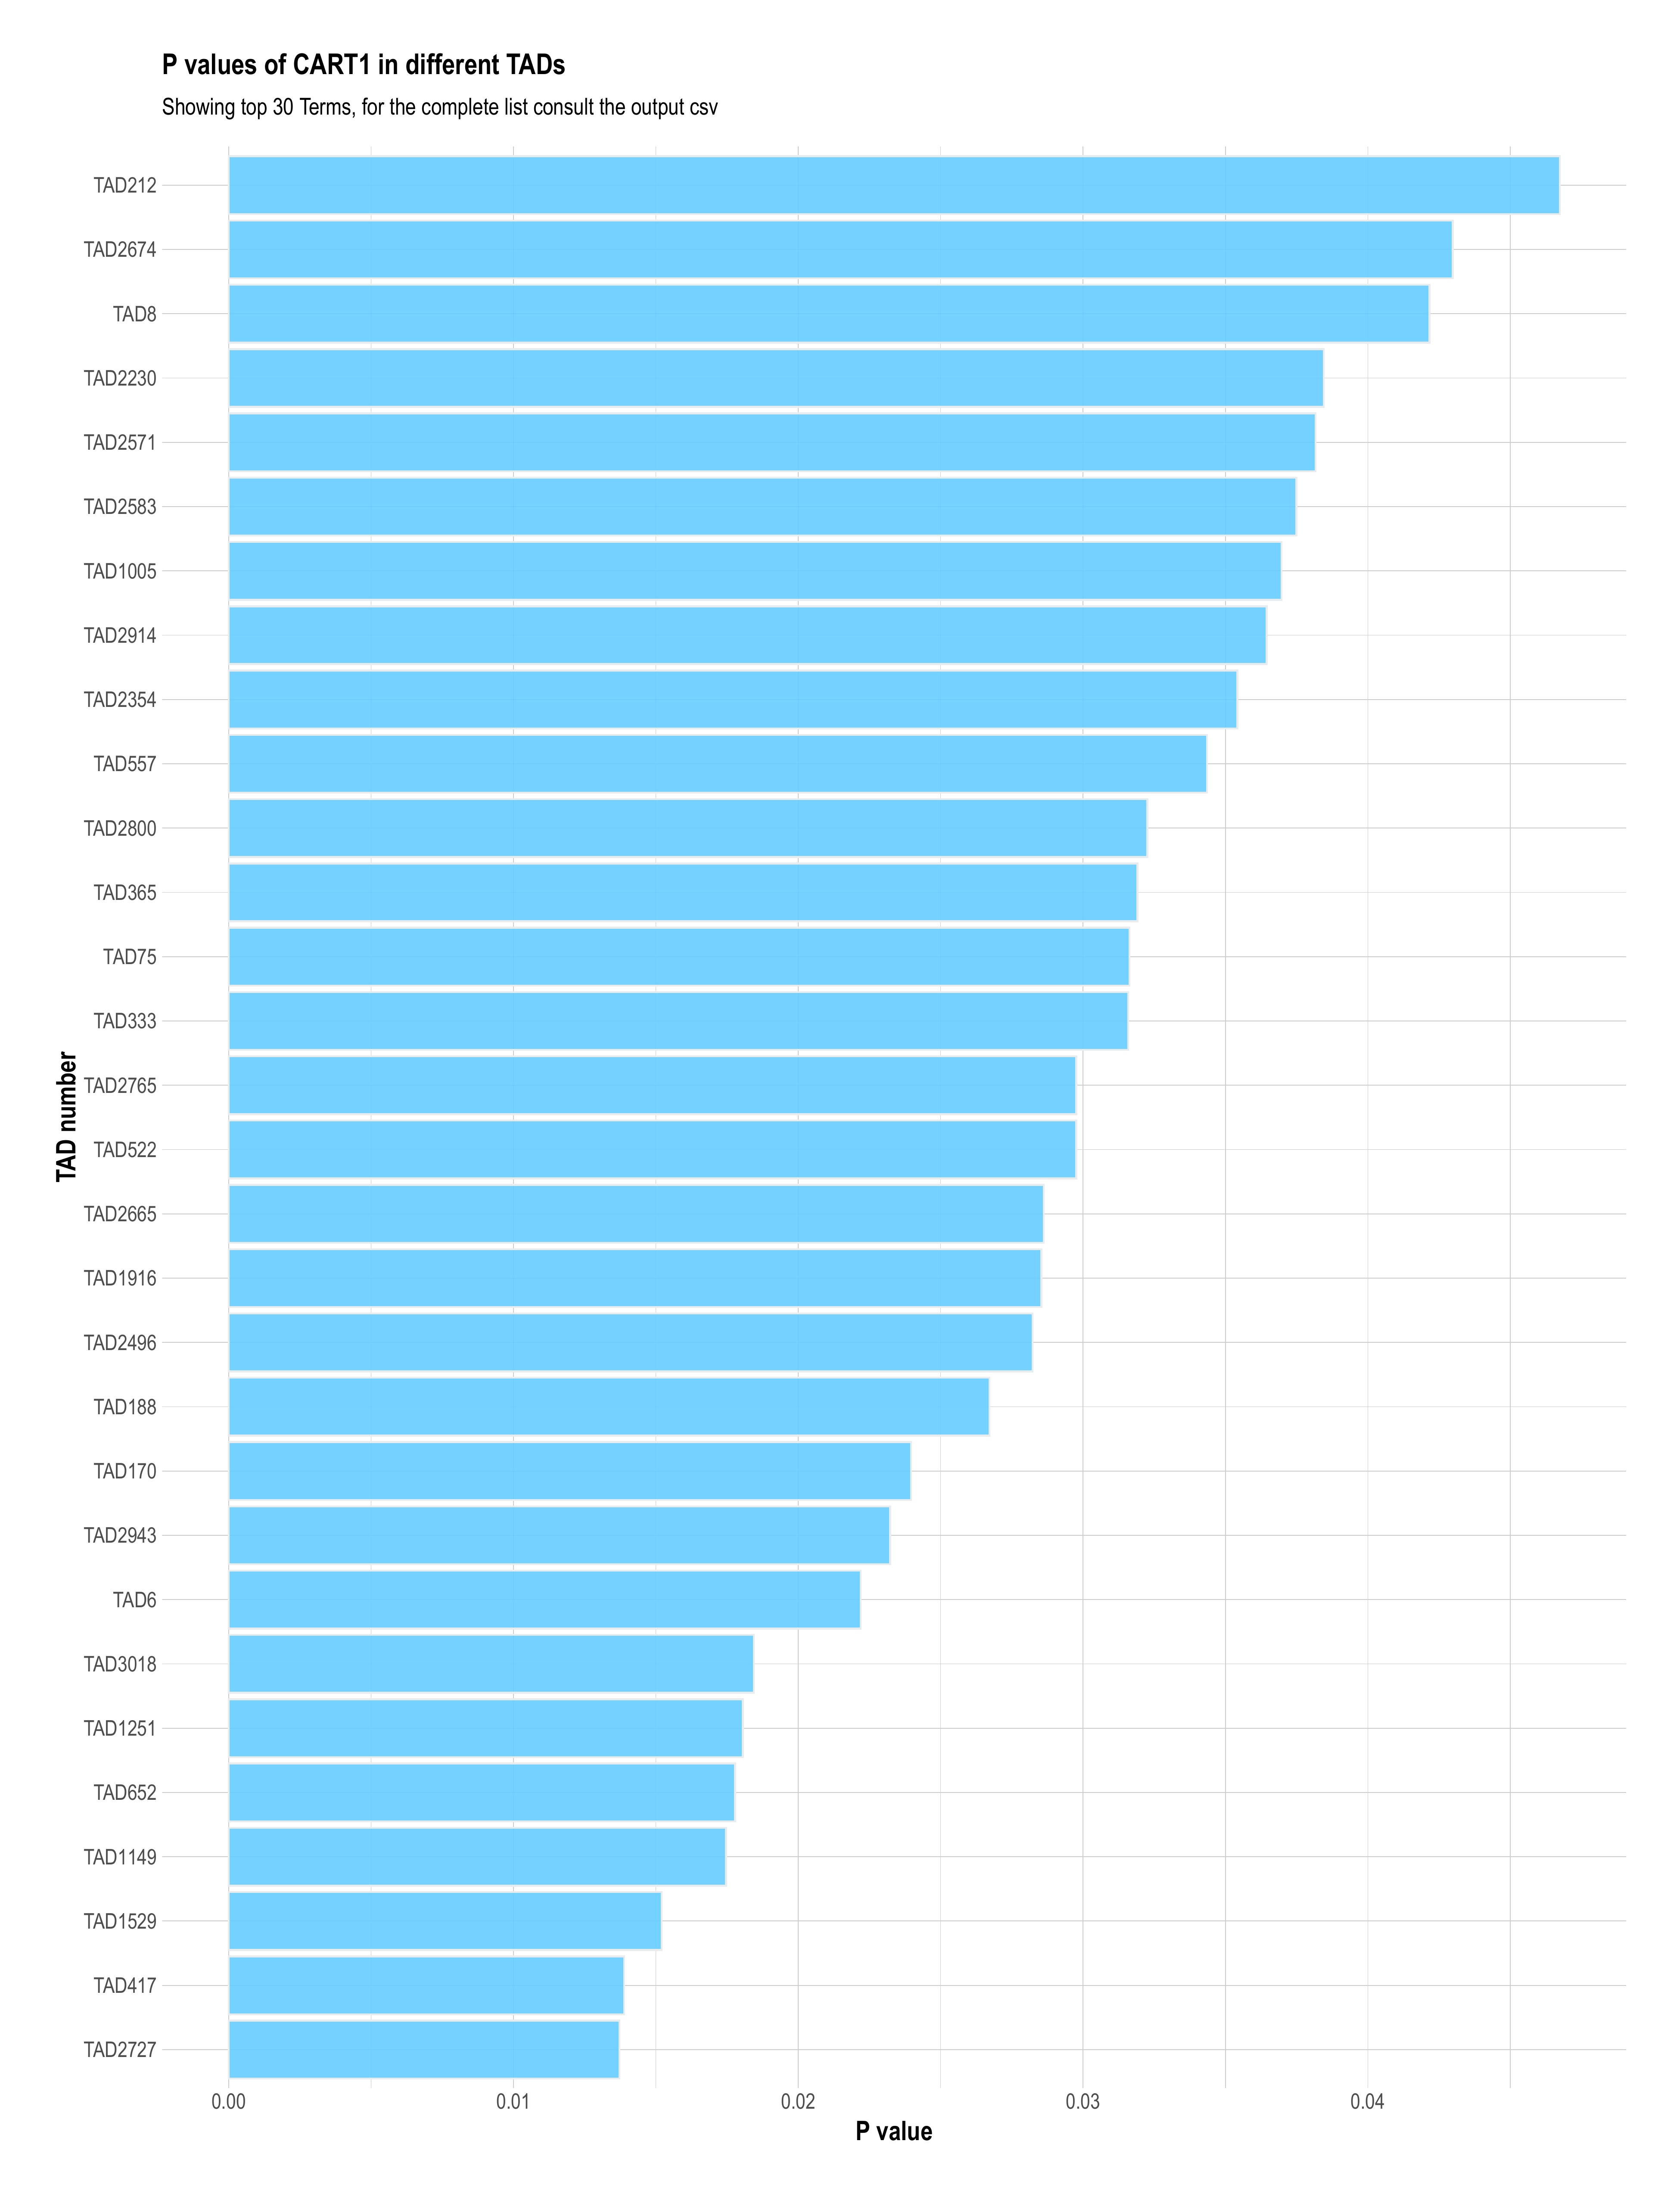 P values of CART1 in different TADs
Showing top 30 Terms, for the complete list consult the output csv
TAD212
TAD2674
TAD8
TAD2230
TAD2571
TAD2583
TAD1005
TAD2914
TAD2354
TAD557
TAD2800
TAD365
TAD75
TAD333
TAD2765
TAD522
TAD2665
TAD1916
TAD2496
TAD188
TAD170
TAD2943
TAD6
TAD3018
TAD1251
TAD652
TAD1149
TAD1529
TAD417
TAD2727
TAD number
0.00 0.01 0.02 0.03 0.04
P value